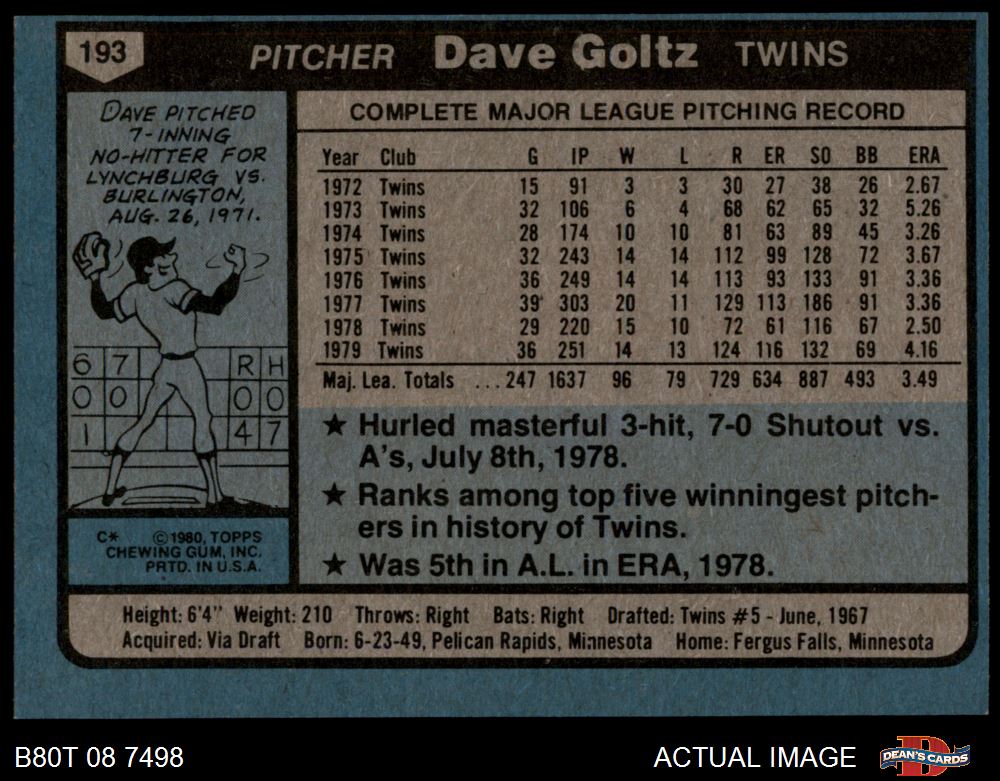 193 PITCHER Dave Goltz TWINS
DAVE PITCHED
7-INNING
NO-HITTER FOR
LYNCHBURG VS.
BURLINGTON,
AUG. 26, 1971.
6 7 R H
0 0 0 0
1 4 7
C* ©1980, TOPPS
CHEWING GUM, INC.
PRTD. IN U.S.A.
COMPLETE MAJOR LEAGUE PITCHING RECORD
Year Club G IP W L R ER SO BB ERA
1972 Twins 15 91 3 3 30 27 38 26 2.67
1973 Twins 32 106 6 4 68 62 65 32 5.26
1974 Twins 28 174 10 10 81 63 89 45 3.26
1975 Twins 32 243 14 14 112 99 128 72 3.67
1976 Twins 36 249 14 14 113 93 133 91 3.36
1977 Twins 39 303 20 11 129 113 186 91 3.36
1978 Twins 29 220 15 10 72 61 116 67 2.50
1979 Twins 36 251 14 13 124 116 132 69 4.16
Maj. Lea. Totals ...247 1637 96 79 729 634 887 493 3.49
★ Hurled masterful 3-hit, 7-0 Shutout vs.
A's, July 8th, 1978.
★ Ranks among top five winningest pitch-
ers in history of Twins.
★ Was 5th in A.L. in ERA, 1978.
Height: 6'4" Weight: 210 Throws: Right Bats: Right Drafted: Twins #5 - June, 1967
Acquired: Via Draft Born: 6-23-49, Pelican Rapids, Minnesota Home: Fergus Falls, Minnesota
B80T 08 7498 ACTUAL IMAGE D DEAN'S CARDS